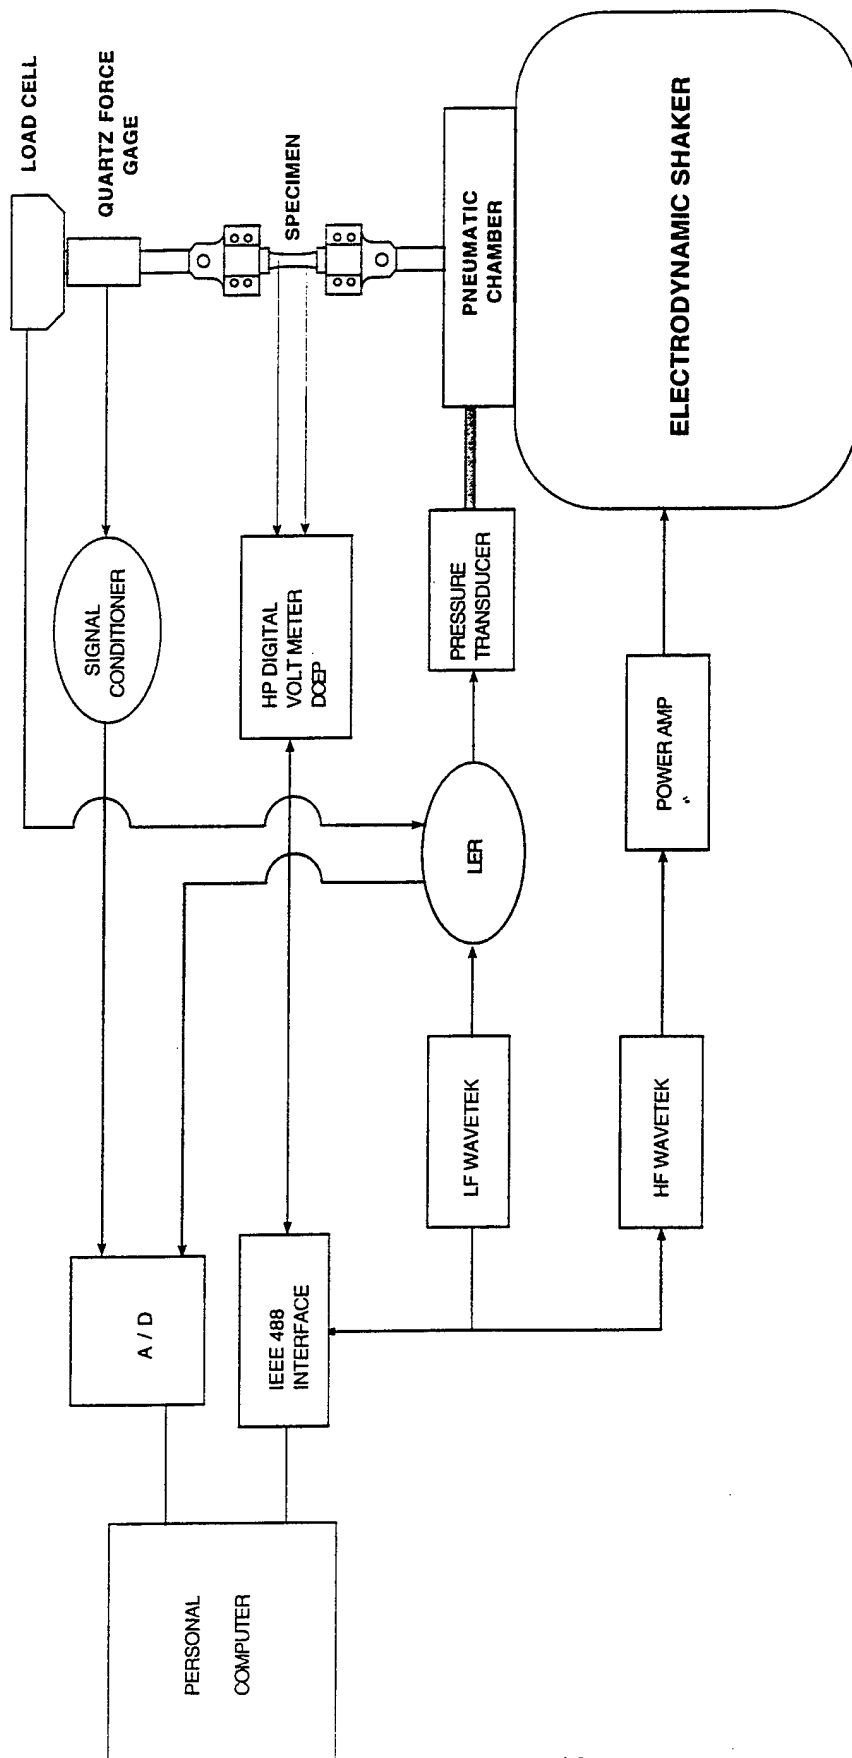 LOAD CELL
QUARTZ FORCE
GAGE
SPECIMEN
PNEUMATIC
CHAMBER
ELECTRODYNAMIC SHAKER
SIGNAL
CONDITIONER
HP DIGITAL
VOLT METER
DCEP
PRESSURE
TRANSDUCER
POWER AMP
LER
LF WAVETEK
HF WAVETEK
A / D
IEEE 488
INTERFACE
PERSONAL
COMPUTER